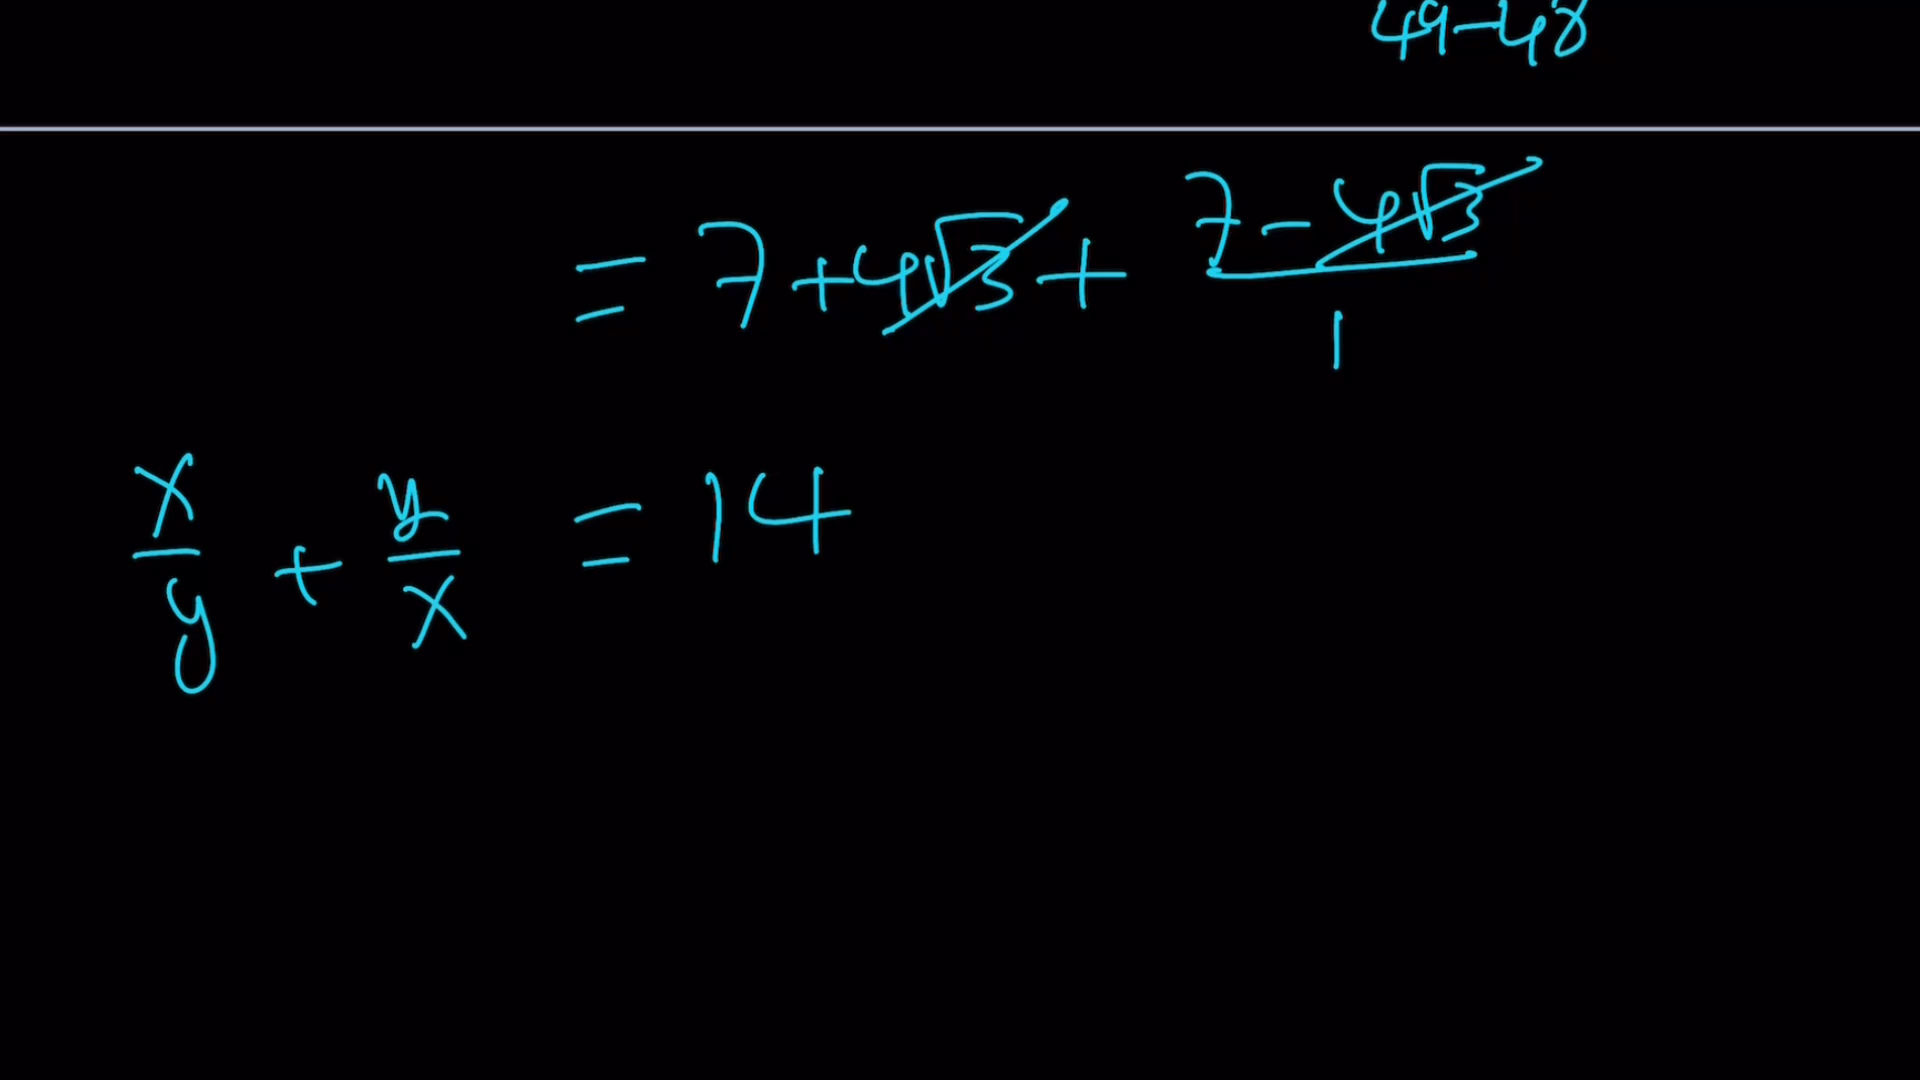 49-48
= 7+4√3 + (7-4√3)/1
x/y + y/x = 14